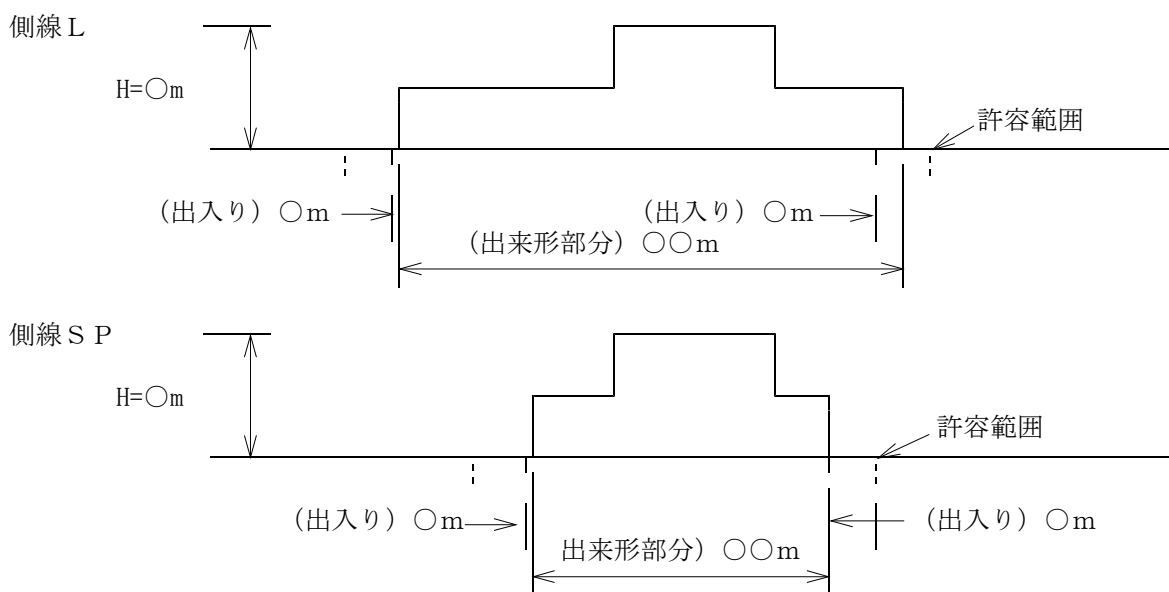 側線Ｌ
H=○m
許容範囲
（出入り）○ｍ
（出入り）○ｍ
（出来形部分）○○ｍ
側線ＳＰ
H=○m
許容範囲
（出入り）○ｍ
（出入り）○ｍ
出来形部分）○○ｍ